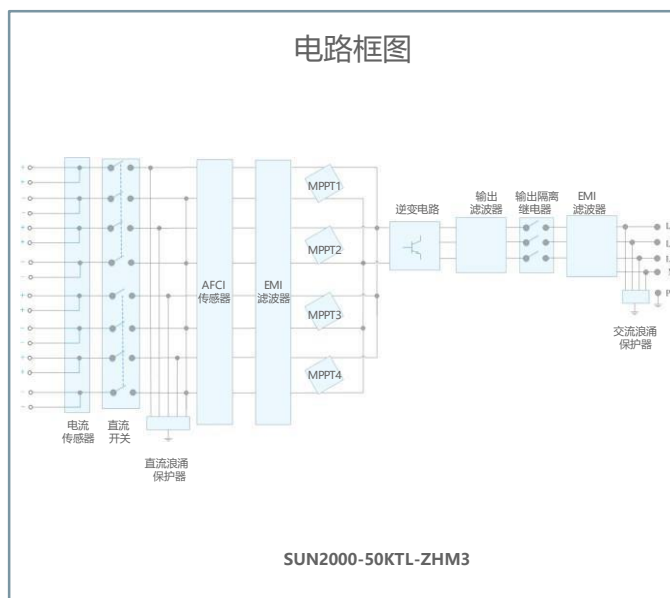 电路框图
MPPT1
逆变电路
输出
滤波器
输出隔离
继电器
EMI
滤波器
MPPT2
AFCI
传感器
EMI
滤波器
MPPT3
交流浪涌
保护器
MPPT4
电流
传感器
直流
开关
直流浪涌
保护器
SUN2000-50KTL-ZHM3